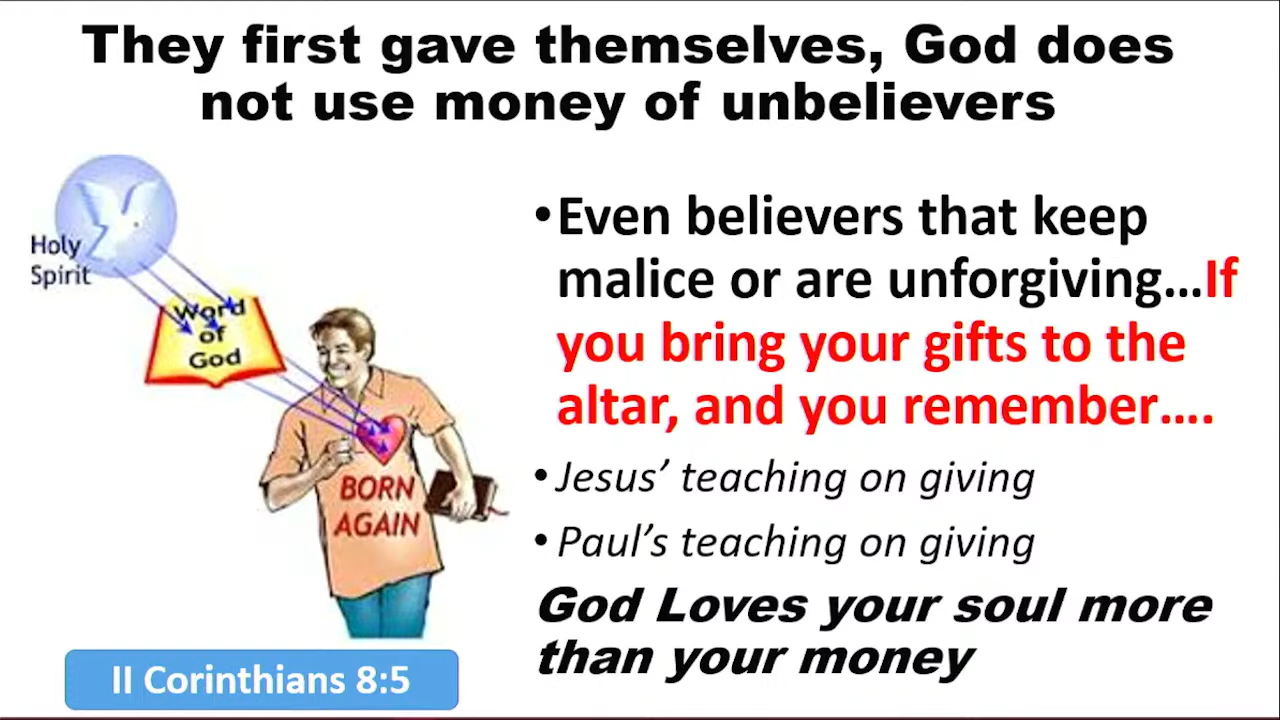 They first gave themselves, God does
not use money of unbelievers
Holy
Spirit
Word
of
God
BORN
AGAIN
II Corinthians 8:5
•Even believers that keep
malice or are unforgiving...If
you bring your gifts to the
altar, and you remember....
•Jesus’ teaching on giving
•Paul’s teaching on giving
God Loves your soul more
than your money